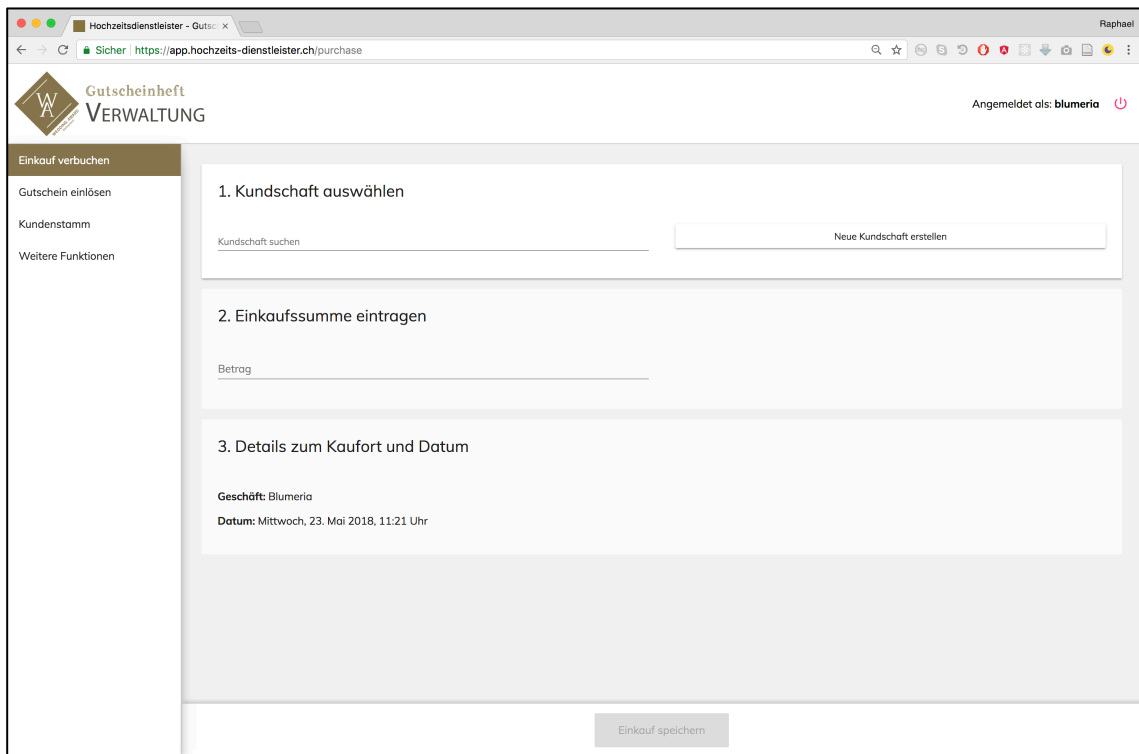 Hochzeitsdienstleister - Gutsc
Raphael
Sicher https://app.hochzeits-dienstleister.ch/purchase
WA
Gutscheinheft
VERWALTUNG
Angemeldet als: blumeria
Einkauf verbuchen
Gutschein einlösen
Kundenstamm
Weitere Funktionen
1. Kundschaft auswählen
Kundschaft suchen
Neue Kundschaft erstellen
2. Einkaufssumme eintragen
Betrag
3. Details zum Kaufort und Datum
Geschäft: Blumeria
Datum: Mittwoch, 23. Mai 2018, 11:21 Uhr
Einkauf speichern